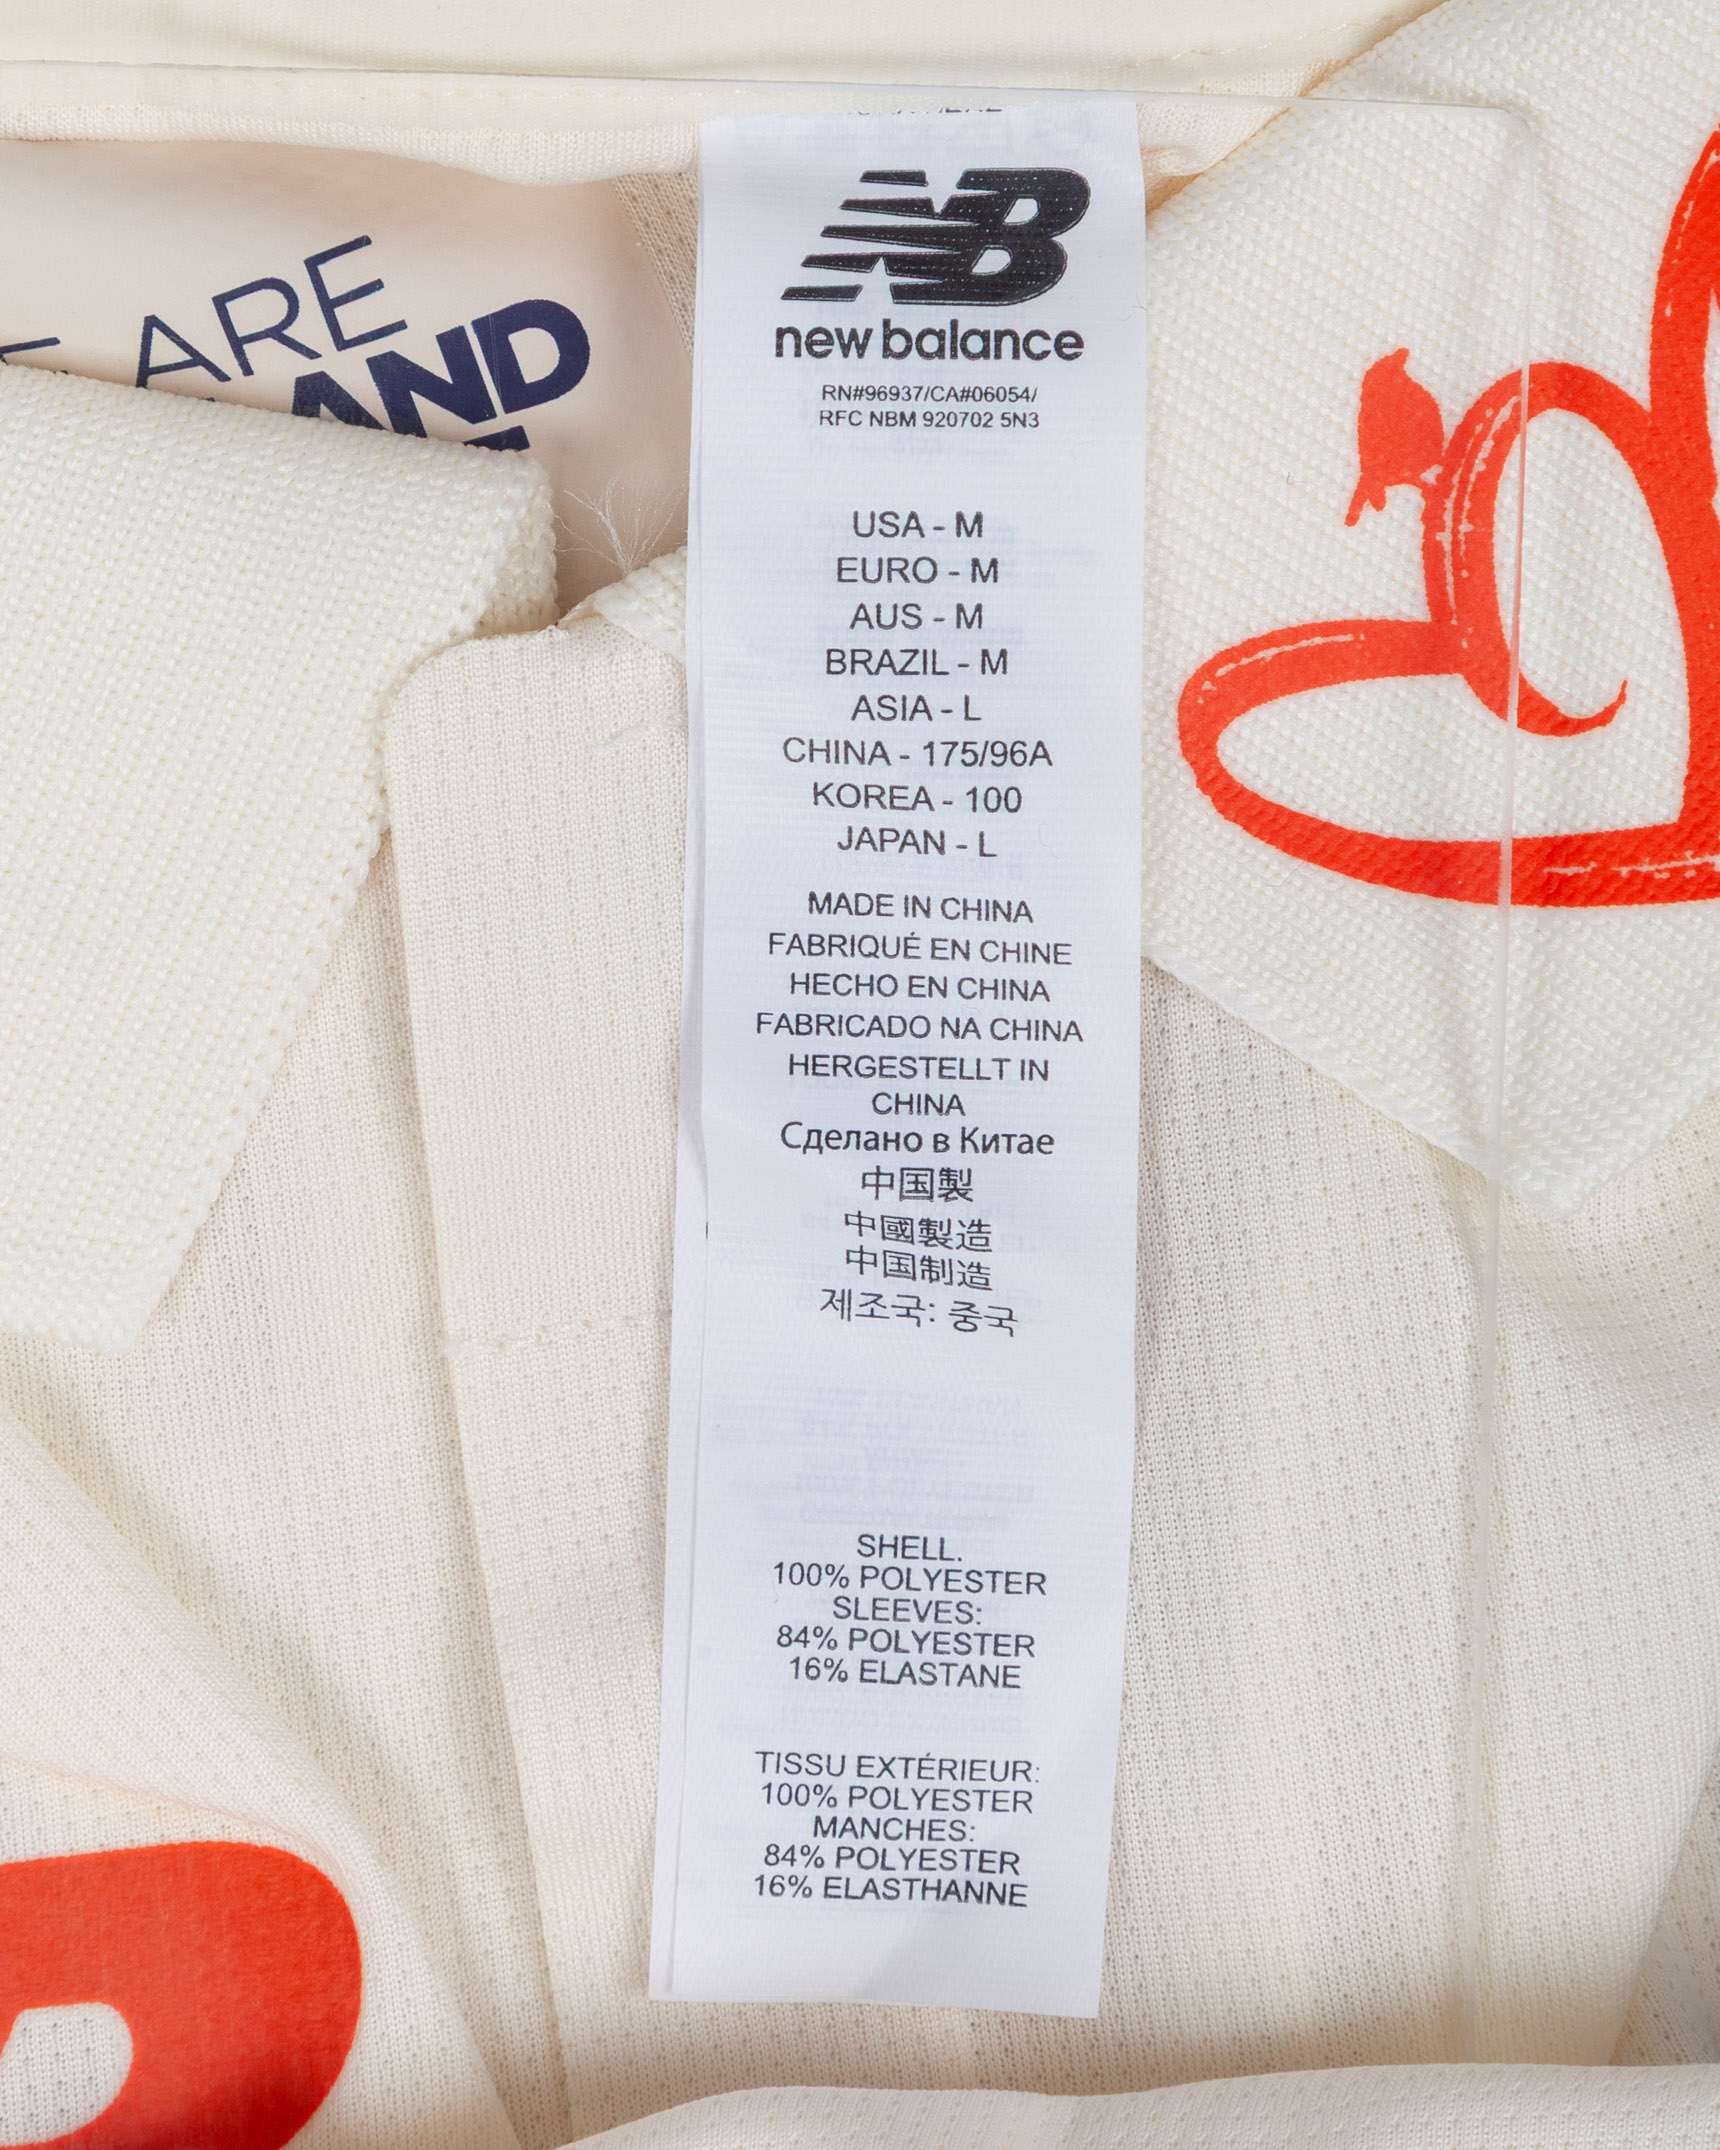 ARE
new balance
RN#96937/CA#06054/
RFC NBM 920702 5N3
USA - M
EURO - M
AUS - M
BRAZIL - M
ASIA - L
CHINA - 175/96A
KOREA - 100
JAPAN - L
MADE IN CHINA
FABRIQUÉ EN CHINE
HECHO EN CHINA
FABRICADO NA CHINA
HERGESTELLT IN
CHINA
Сделано в Китае
中国製
中國製造
中国制造
제조국: 중국
SHELL.
100% POLYESTER
SLEEVES:
84% POLYESTER
16% ELASTANE
TISSU EXTÉRIEUR:
100% POLYESTER
MANCHES:
84% POLYESTER
16% ELASTHANNE